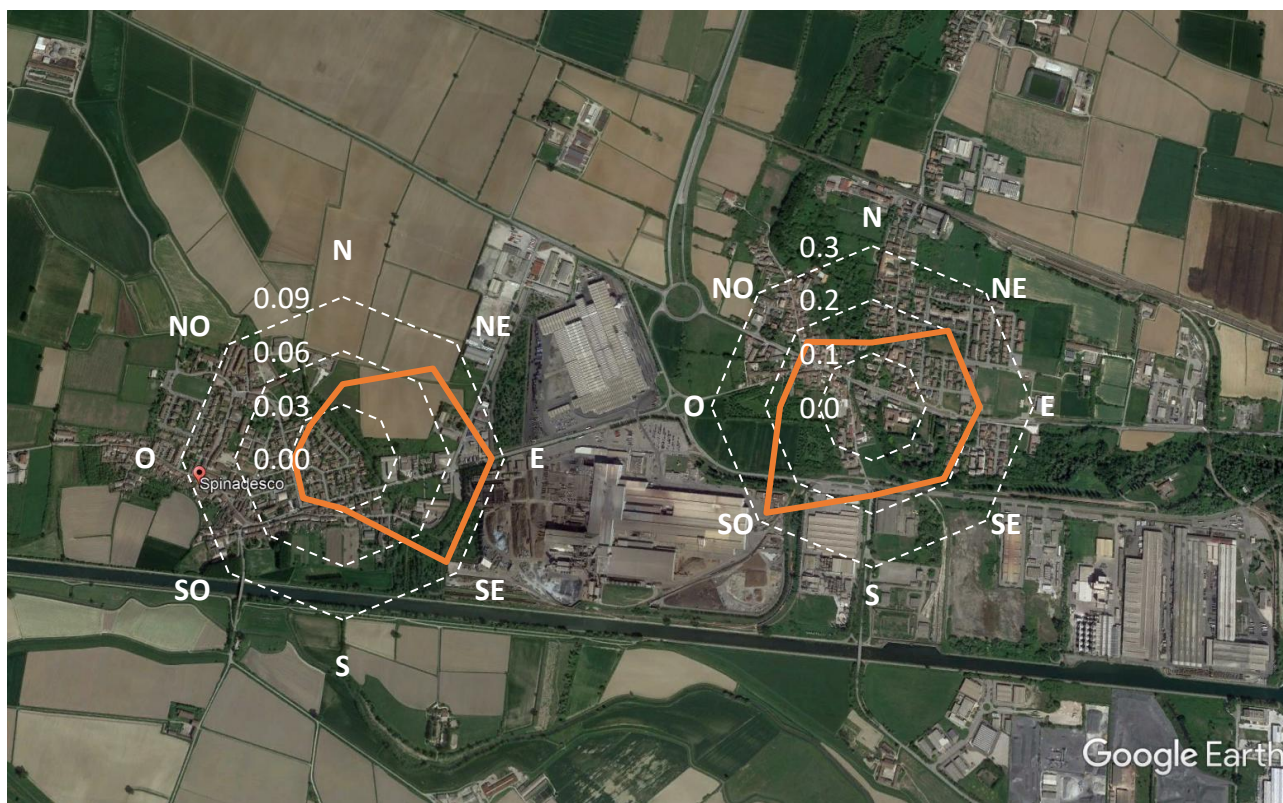 N
0.09
NO
NE
0.06
0.03
O
0.00
E
Spinadesco
SO
SE
S
N
0.3
NO
NE
0.2
0.1
O
0.0
E
SO
SE
S
Google Earth